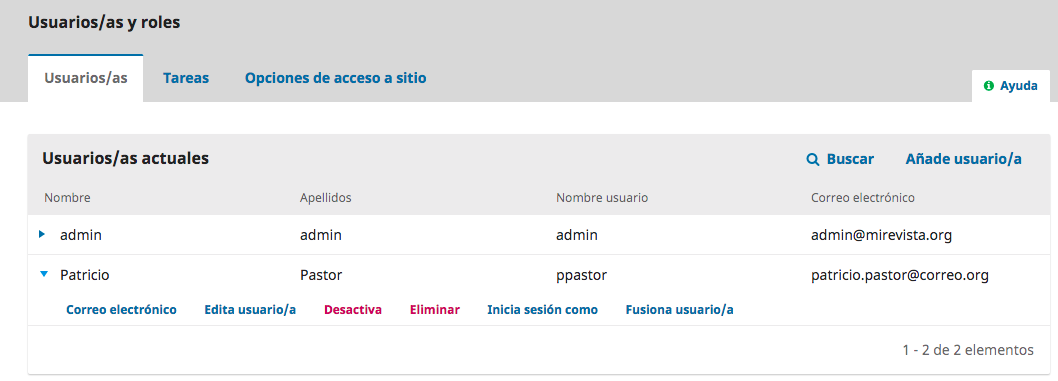 Usuarios/as y roles
Usuarios/as Tareas Opciones de acceso a sitio
Ayuda
Usuarios/as actuales Buscar Añade usuario/a
Nombre Apellidos Nombre usuario Correo electrónico
admin admin admin admin@mirevista.org
Patricio Pastor ppastor patricio.pastor@correo.org
Correo electrónico Edita usuario/a Desactiva Eliminar Inicia sesión como Fusiona usuario/a
1 - 2 de 2 elementos